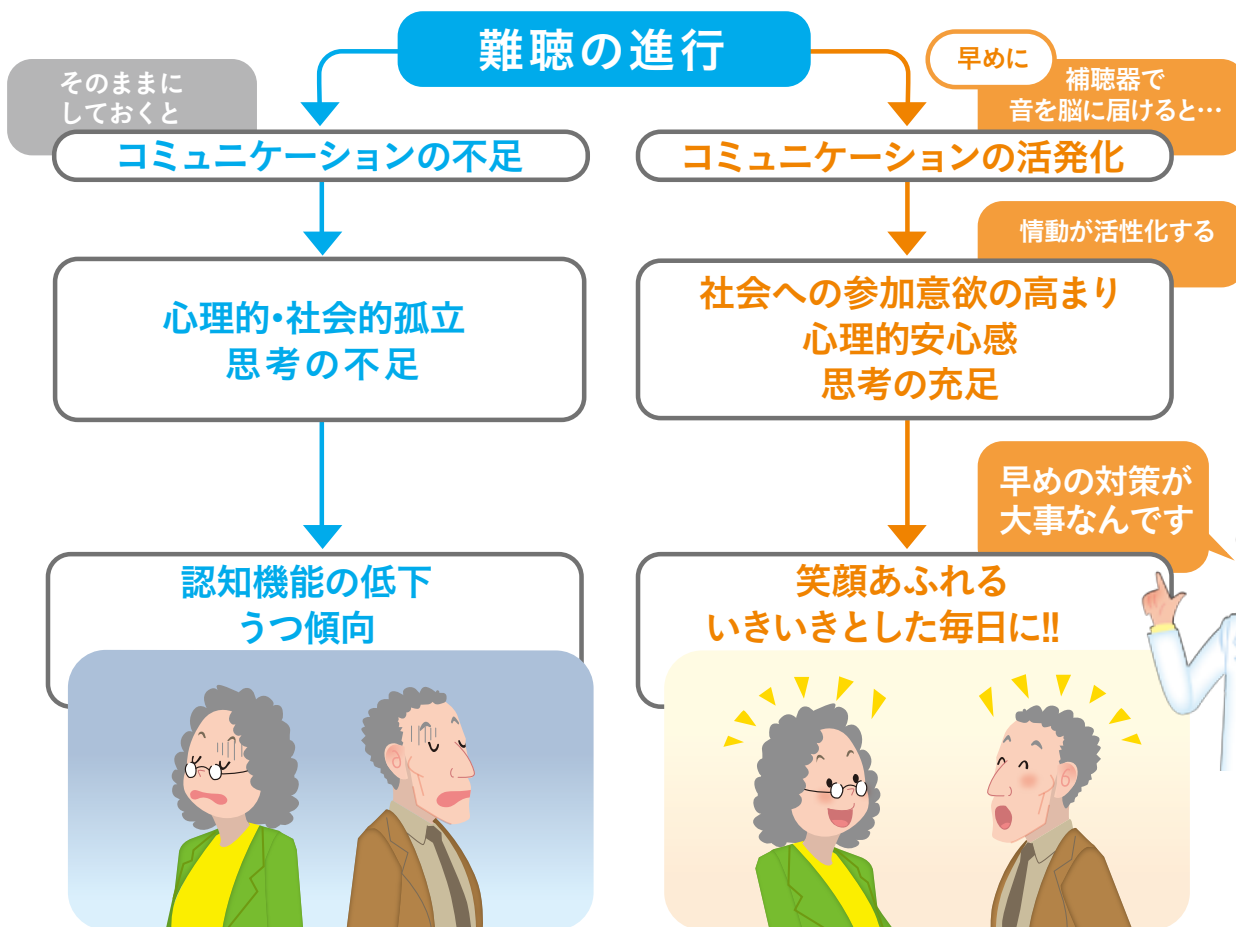 難聴の進行
そのままに
しておくと
コミュニケーションの不足
心理的・社会的孤立
思考の不足
認知機能の低下
うつ傾向
早めに
補聴器で
音を脳に届けると…
コミュニケーションの活発化
情動が活性化する
社会への参加意欲の高まり
心理的安心感
思考の充足
早めの対策が
大事なんです
笑顔あふれる
いきいきとした毎日に!!